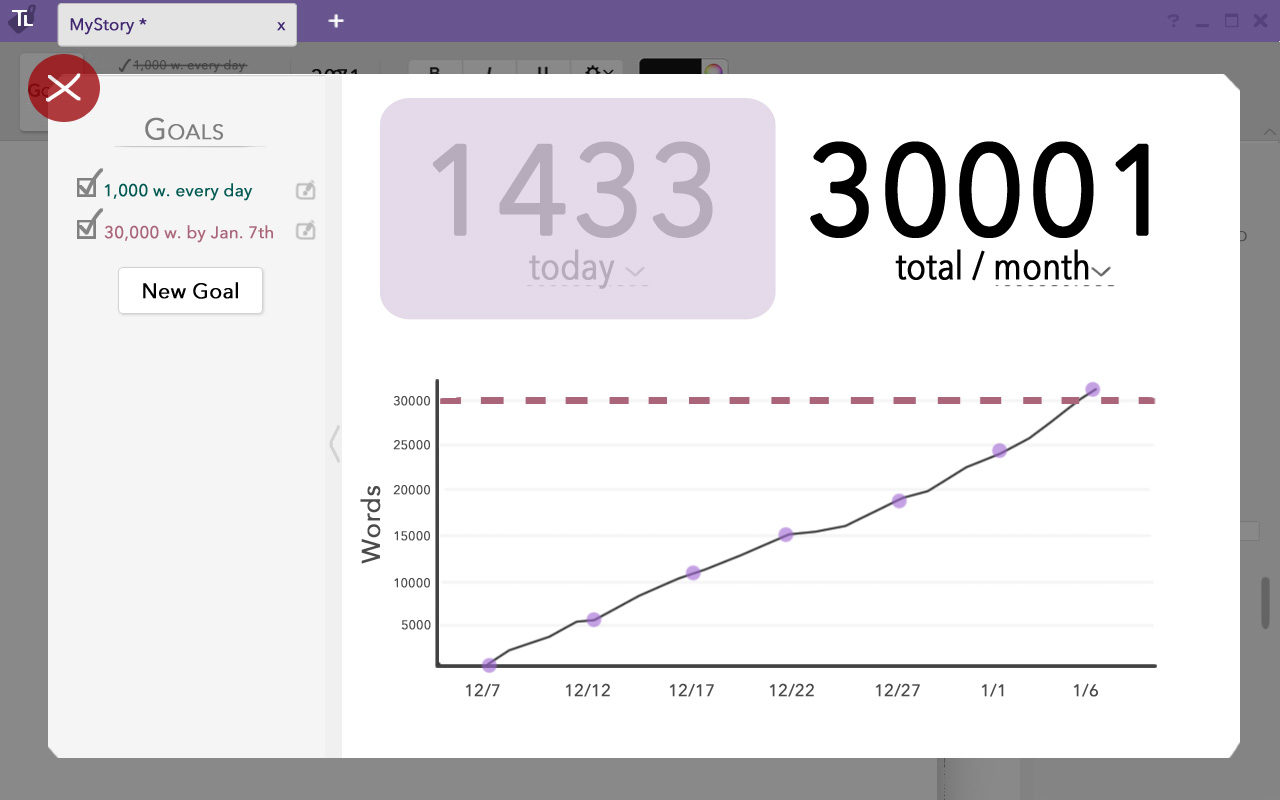 TL
MyStory * x +
? _ x
1,000 w. every day
B I U
GOALS
1,000 w. every day
30,000 w. by Jan. 7th
New Goal
1433
today
30001
total / month
Words
30000
25000
20000
15000
10000
5000
12/7 12/12 12/17 12/22 12/27 1/1 1/6